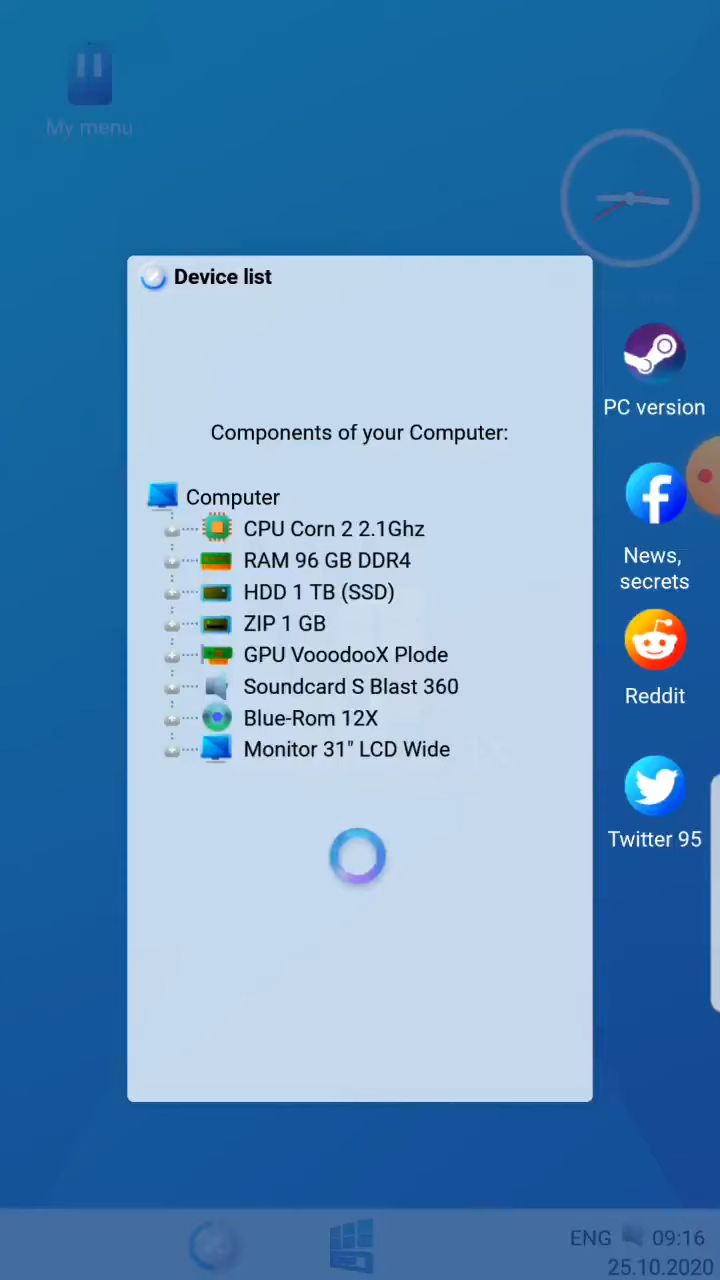 My menu
Device list
Components of your Computer:
Computer
CPU Corn 2 2.1Ghz
RAM 96 GB DDR4
HDD 1 TB (SSD)
ZIP 1 GB
GPU VooodooX Plode
Soundcard S Blast 360
Blue-Rom 12X
Monitor 31" LCD Wide
PC version
News,
secrets
Reddit
Twitter 95
ENG 09:16
25.10.2020